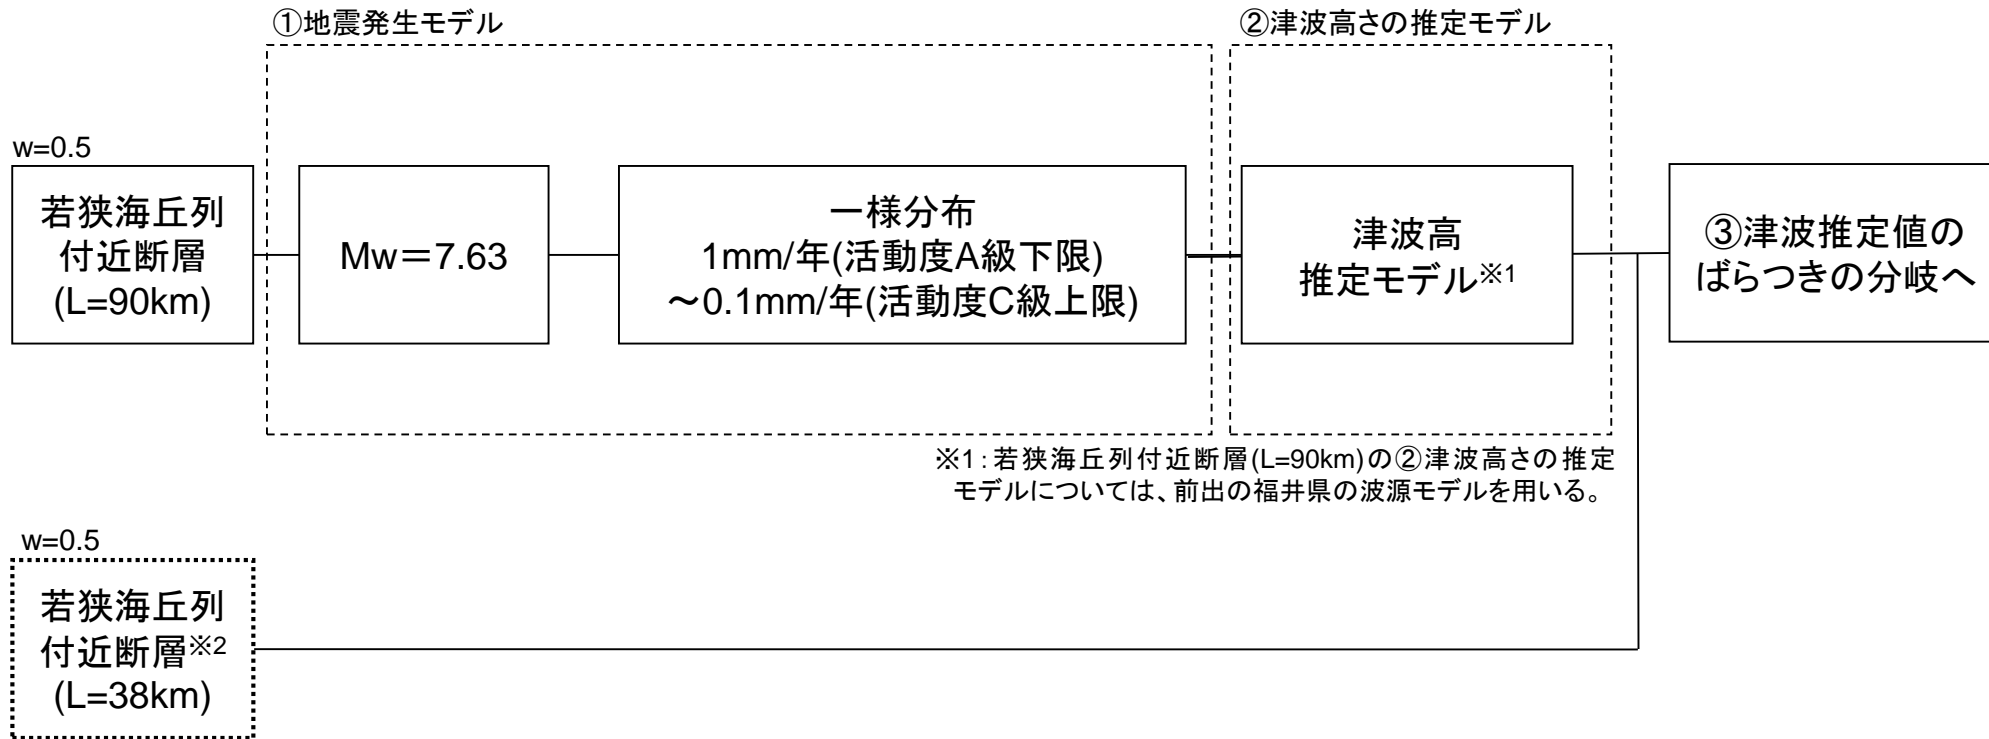 ①地震発生モデル
②津波高さの推定モデル
w=0.5
若狭海丘列
付近断層
(L=90km)
Mw=7.63
一様分布
1mm/年(活動度A級下限)
～0.1mm/年(活動度C級上限)
津波高
推定モデル※1
③津波推定値の
ばらつきの分岐へ
※1:若狭海丘列付近断層(L=90km)の②津波高さの推定
モデルについては、前出の福井県の波源モデルを用いる。
w=0.5
若狭海丘列
付近断層※2
(L=38km)